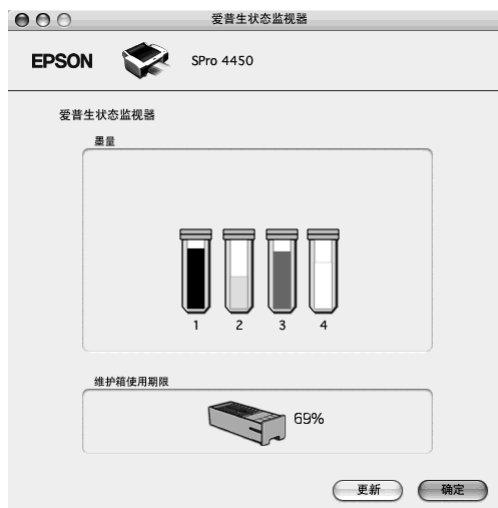 爱普生状态监视器
EPSON SPro 4450
爱普生状态监视器
墨量
1 2 3 4
维护箱使用期限
69%
更新 确定